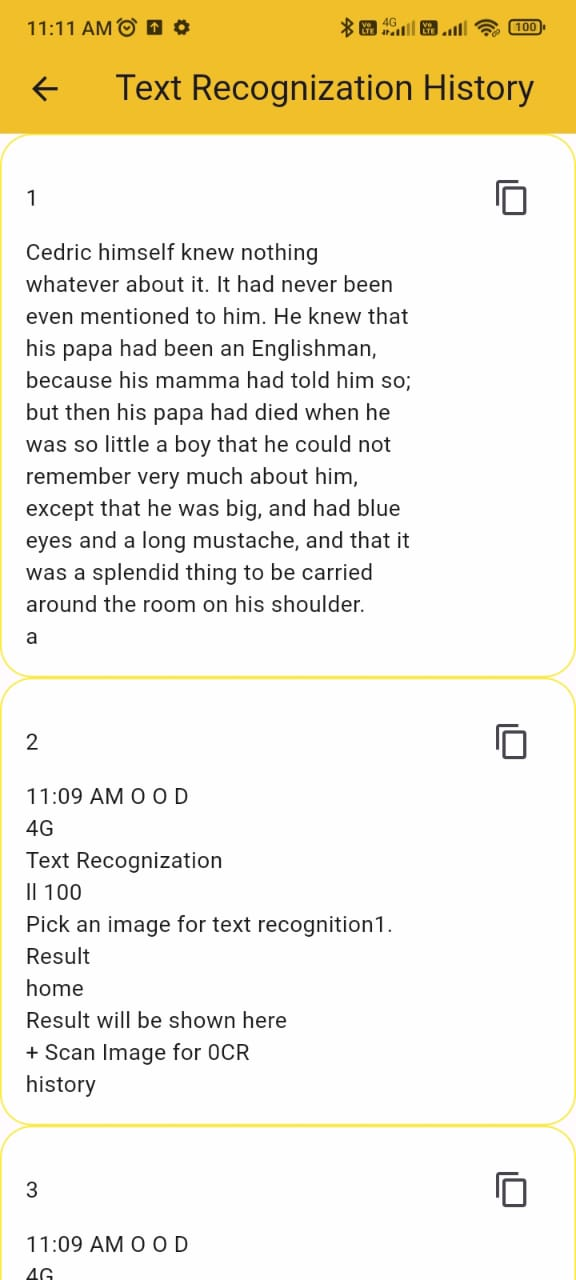 11:11 AM
4G
100
Text Recognization History
1
Cedric himself knew nothing
whatever about it. It had never been
even mentioned to him. He knew that
his papa had been an Englishman,
because his mamma had told him so;
but then his papa had died when he
was so little a boy that he could not
remember very much about him,
except that he was big, and had blue
eyes and a long mustache, and that it
was a splendid thing to be carried
around the room on his shoulder.
a
2
11:09 AM O O D
4G
Text Recognization
ll 100
Pick an image for text recognition1.
Result
home
Result will be shown here
+ Scan Image for 0CR
history
3
11:09 AM O O D
4G